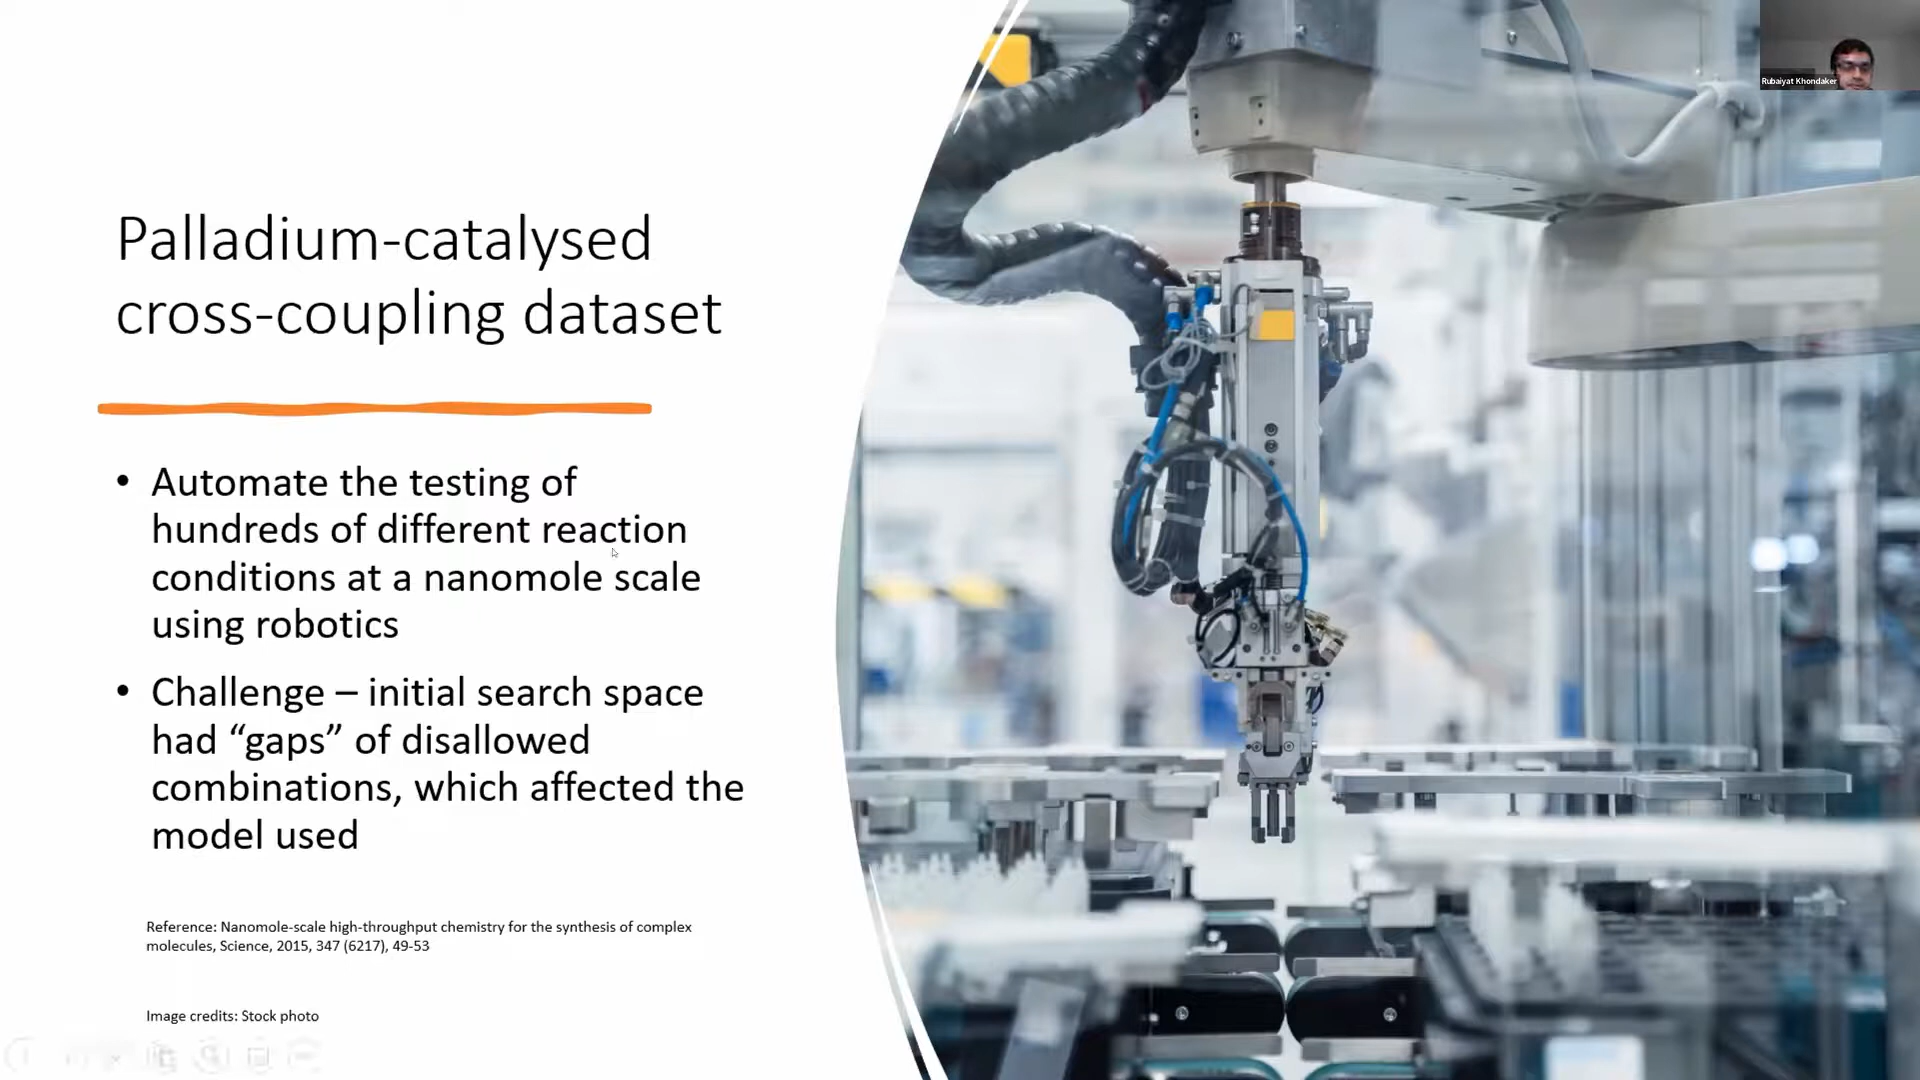 Rubaiyat Khondaker
Palladium-catalysed
cross-coupling dataset
• Automate the testing of
hundreds of different reaction
conditions at a nanomole scale
using robotics
• Challenge – initial search space
had “gaps” of disallowed
combinations, which affected the
model used
Reference: Nanomole-scale high-throughput chemistry for the synthesis of complex
molecules, Science, 2015, 347 (6217), 49-53
Image credits: Stock photo